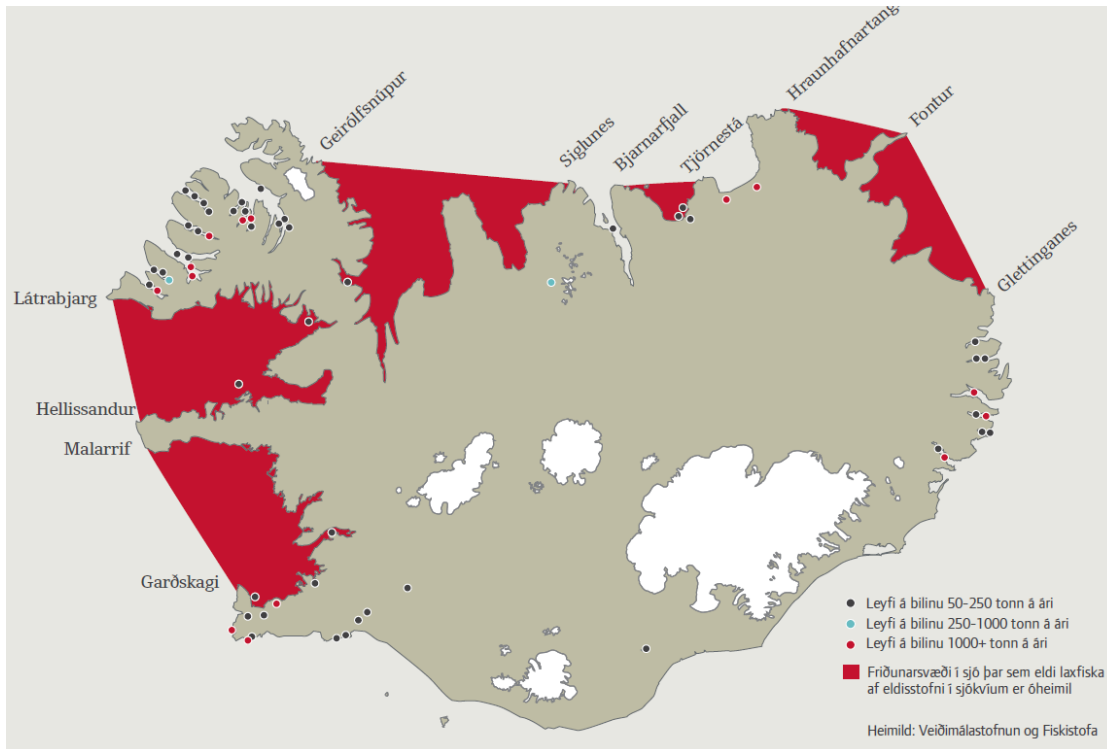 Hraunhafnartang
Geirólfsnúpur
Siglunes
Bjarnarfjall
Tjörnestá
Fontur
Glettinganes
Látrabjarg
Hellissandur
Malarrif
Garðskagi
Leyfi á bilinu 50-250 tonn á ári
Leyfi á bilinu 250-1000 tonn á ári
Leyfi á bilinu 1000+ tonn á ári
Friðunarsvæði í sjó þar sem eldi laxfiska
af eldisstofni í sjókvíum er óheimil
Heimild: Veiðimálastofnun og Fiskistofa